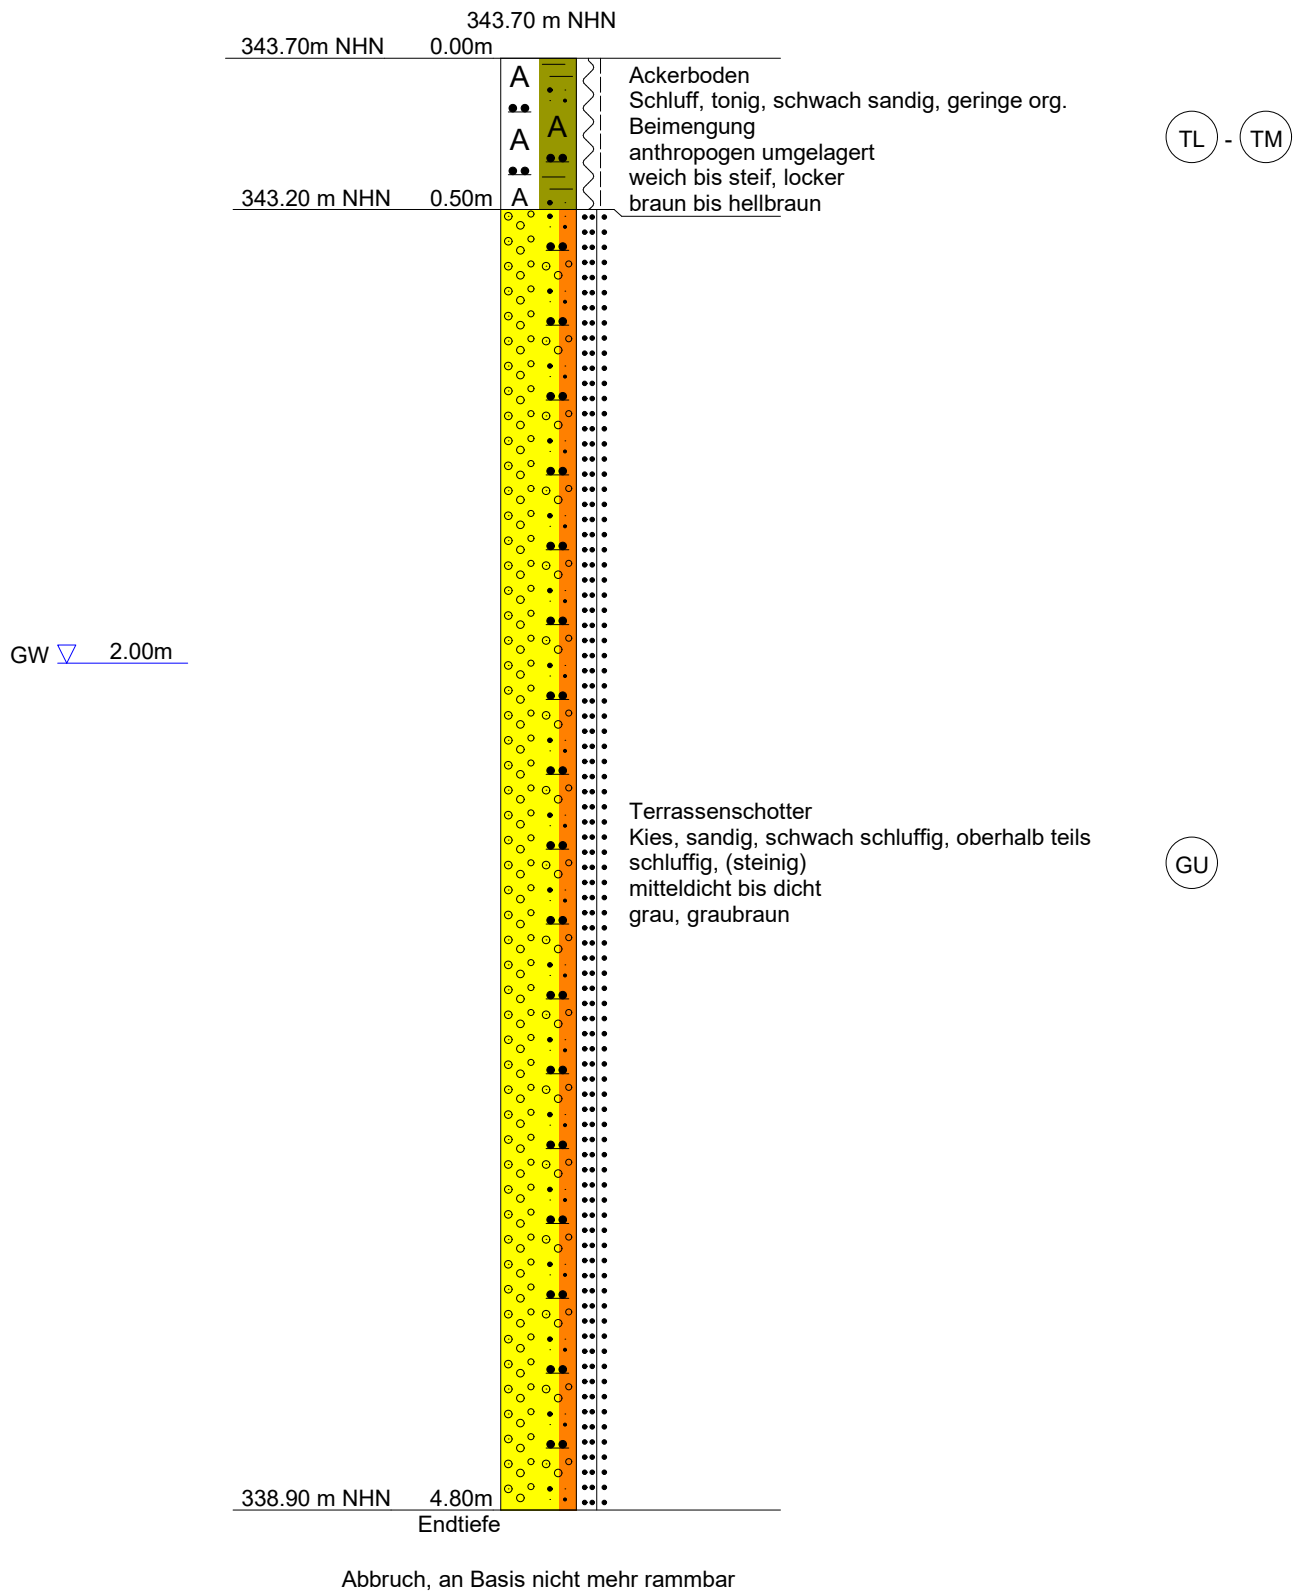 343.70 m NHN
343.70m NHN 0.00m
A
A
A
A
Ackerboden
Schluff, tonig, schwach sandig, geringe org.
Beimengung
anthropogen umgelagert
weich bis steif, locker
braun bis hellbraun
TL - TM
343.20 m NHN 0.50m
GW 2.00m
Terrassenschotter
Kies, sandig, schwach schluffig, oberhalb teils
schluffig, (steinig)
mitteldicht bis dicht
grau, graubraun
GU
338.90 m NHN 4.80m
Endtiefe
Abbruch, an Basis nicht mehr rammbar